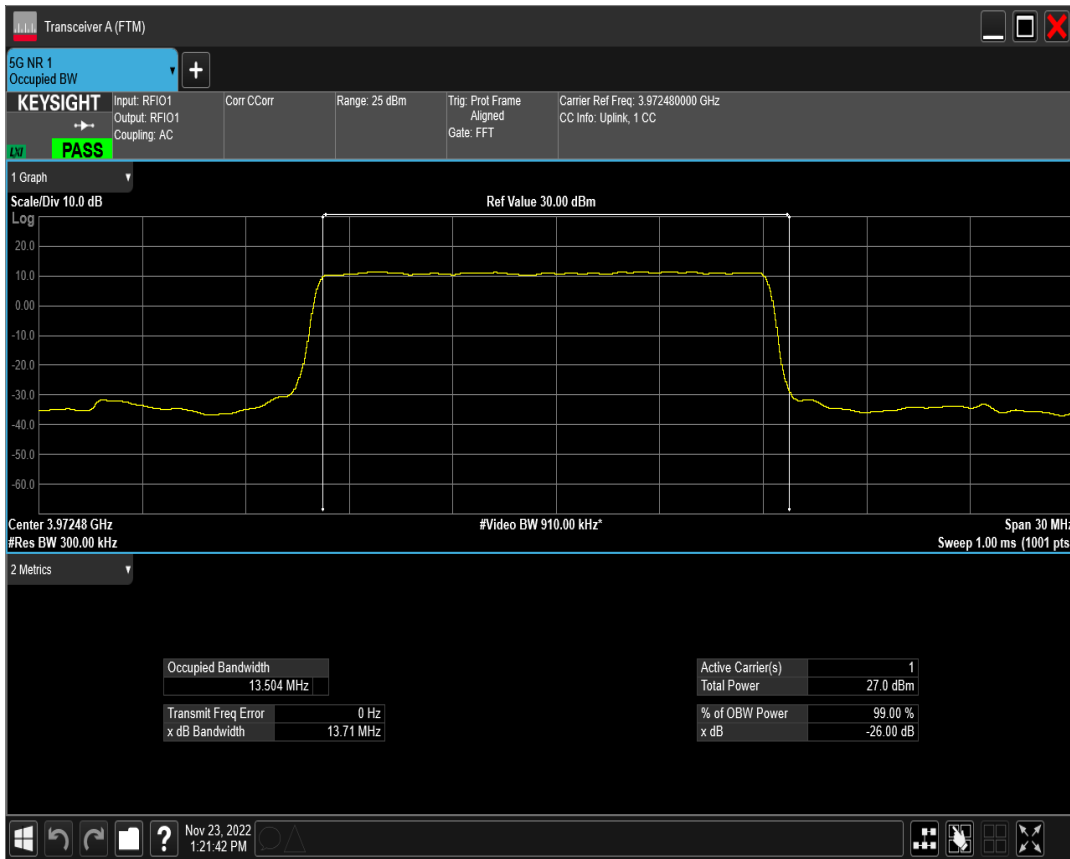 Transceiver A (FTM)
5G NR 1
Occupied BW
+
KEYSIGHT
LXI
PASS
Input: RFIO1
Output: RFIO1
Coupling: AC
Corr CCorr
Range: 25 dBm
Trig: Prot Frame
Aligned
Gate: FFT
Carrier Ref Freq: 3.972480000 GHz
CC Info: Uplink, 1 CC
1 Graph
Scale/Div 10.0 dB
Ref Value 30.00 dBm
Log
20.0
10.0
0.00
-10.0
-20.0
-30.0
-40.0
-50.0
-60.0
Center 3.97248 GHz
#Video BW 910.00 kHz*
Span 30 MHz
#Res BW 300.00 kHz
Sweep 1.00 ms (1001 pts
2 Metrics
Occupied Bandwidth
13.504 MHz
Transmit Freq Error 0 Hz
x dB Bandwidth 13.71 MHz
Active Carrier(s) 1
Total Power 27.0 dBm
% of OBW Power 99.00 %
x dB -26.00 dB
?
Nov 23, 2022
1:21:42 PM